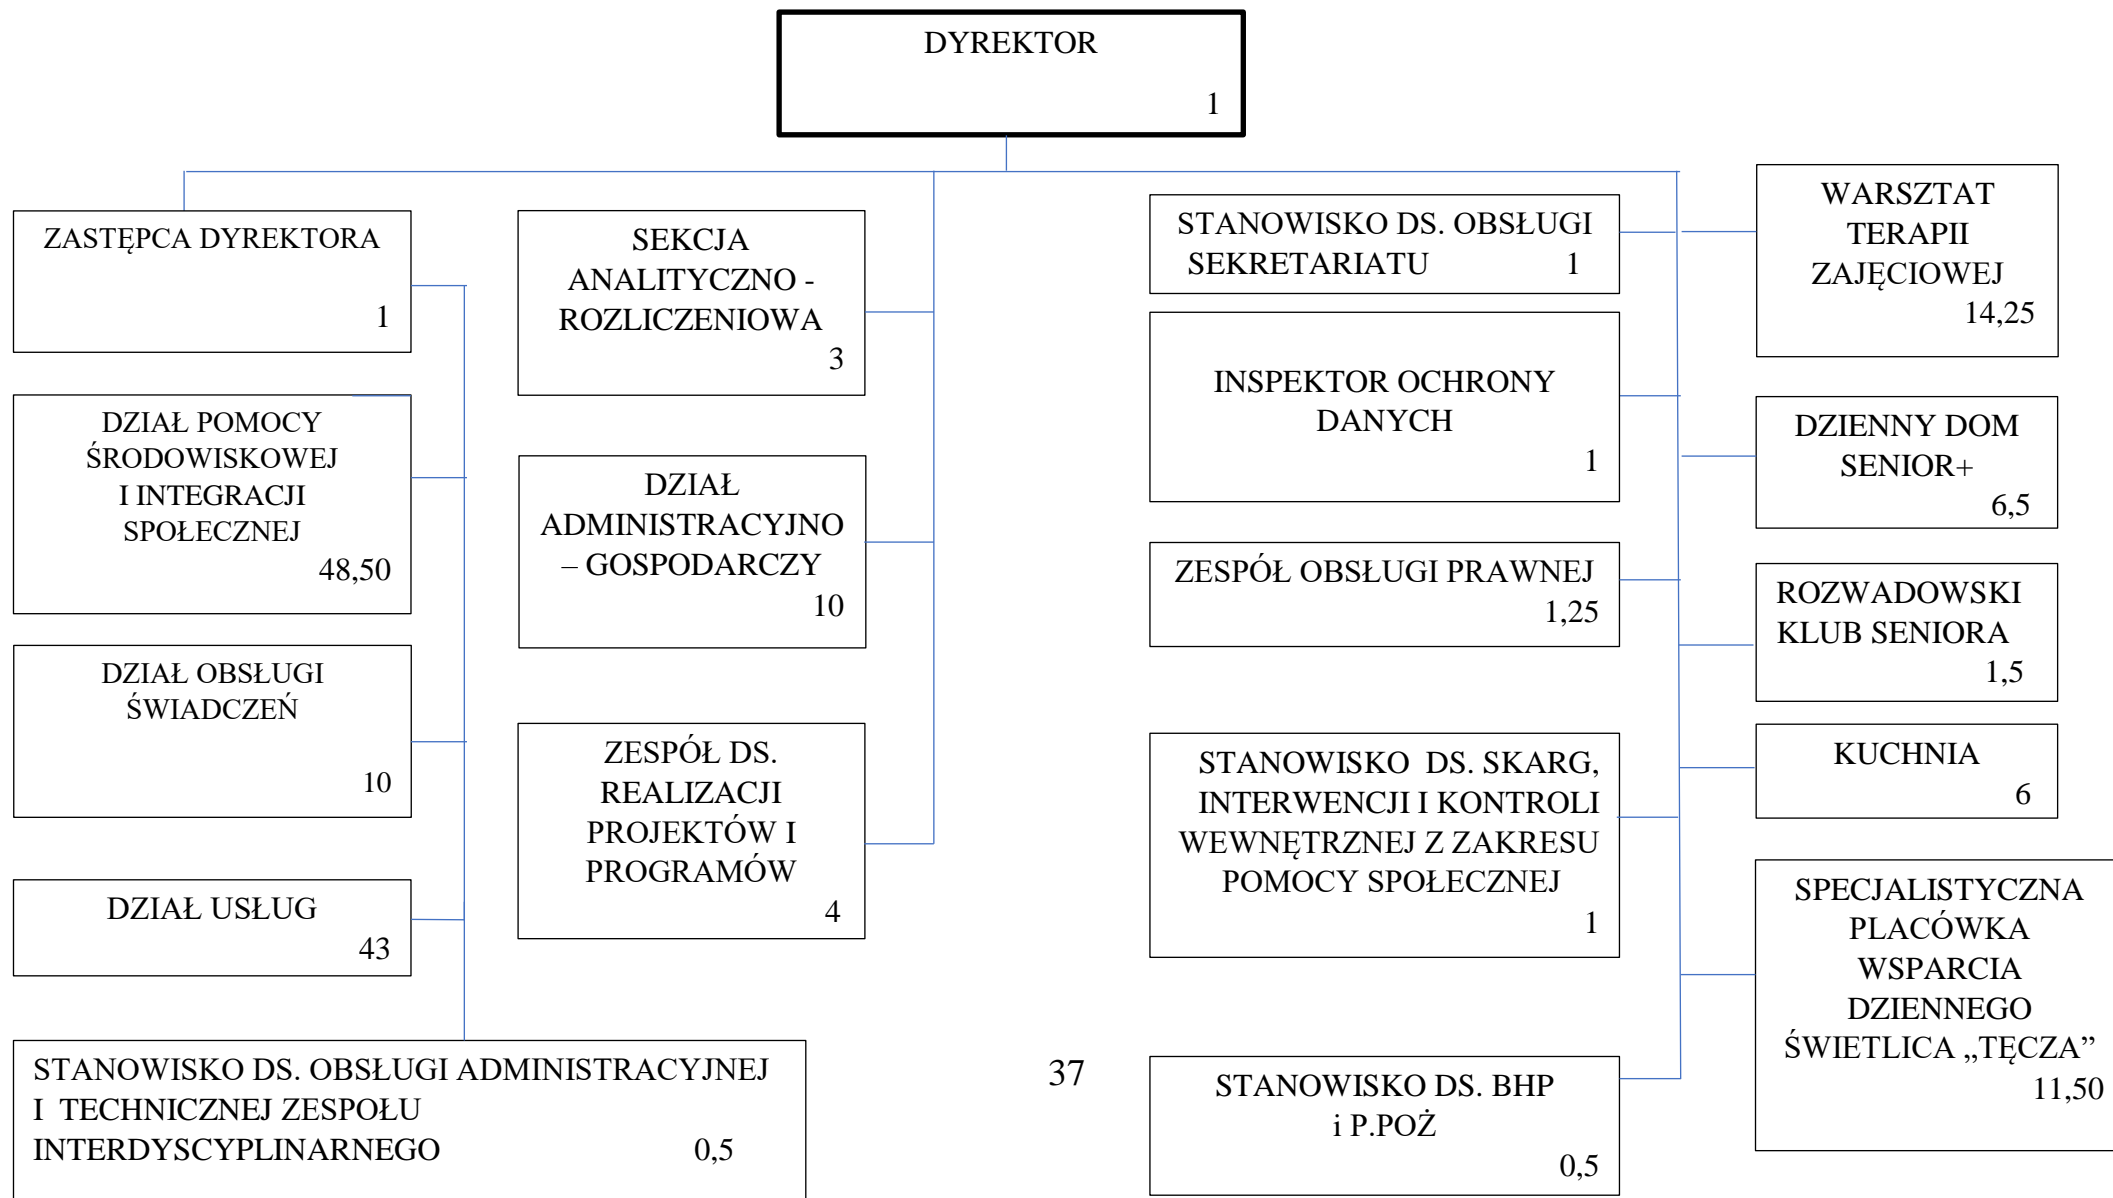 DYREKTOR
1
ZASTĘPCA DYREKTORA
1
DZIAŁ POMOCY
ŚRODOWISKOWEJ
I INTEGRACJI
SPOŁECZNEJ
48,50
DZIAŁ OBSŁUGI
ŚWIADCZEŃ
10
DZIAŁ USŁUG
43
STANOWISKO DS. OBSŁUGI ADMINISTRACYJNEJ
I TECHNICZNEJ ZESPOŁU
INTERDYSCYPLINARNEGO 0,5
SEKCJA
ANALITYCZNO -
ROZLICZENIOWA
3
DZIAŁ
ADMINISTRACYJNO
– GOSPODARCZY
10
ZESPÓŁ DS.
REALIZACJI
PROJEKTÓW I
PROGRAMÓW
4
STANOWISKO DS. OBSŁUGI
SEKRETARIATU 1
INSPEKTOR OCHRONY
DANYCH
1
ZESPÓŁ OBSŁUGI PRAWNEJ
1,25
STANOWISKO DS. SKARG,
INTERWENCJI I KONTROLI
WEWNĘTRZNEJ Z ZAKRESU
POMOCY SPOŁECZNEJ
1
STANOWISKO DS. BHP
i P.POŻ
0,5
WARSZTAT
TERAPII
ZAJĘCIOWEJ
14,25
DZIENNY DOM
SENIOR+
6,5
ROZWADOWSKI
KLUB SENIORA
1,5
KUCHNIA
6
SPECJALISTYCZNA
PLACÓWKA
WSPARCIA
DZIENNEGO
ŚWIETLICA „TĘCZA”
11,50
37